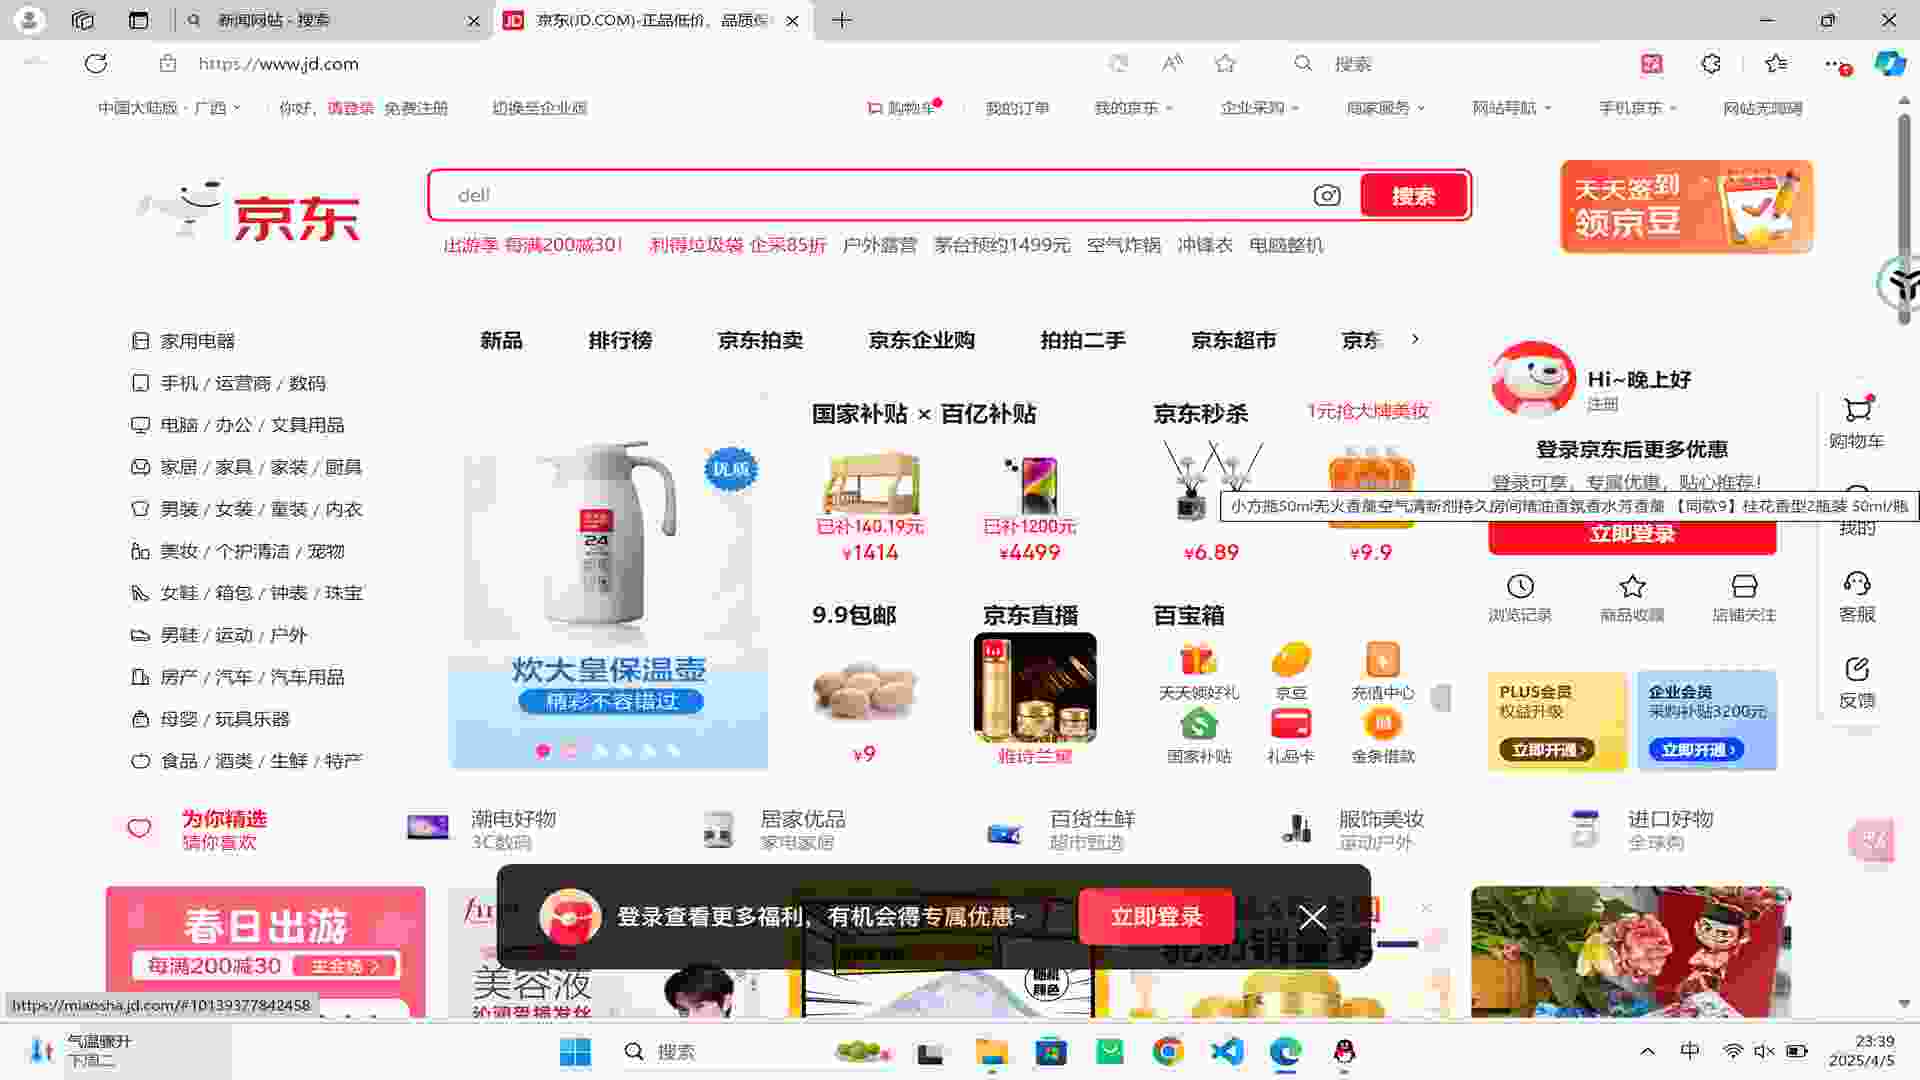 新闻网站 - 搜索
京东(JD.COM)-正品低价、品质保
https://www.jd.com
搜索
中国大陆版 · 广西
你好，请登录 免费注册
切换至企业版
购物车
我的订单
我的京东
企业采购
商家服务
网站导航
手机京东
网站无障碍
京东
dell
搜索
天天签到
领京豆
出游季 每满200减30！
利得垃圾袋 企采85折
户外露营
茅台预约1499元
空气炸锅
冲锋衣
电脑整机
家用电器
手机 / 运营商 / 数码
电脑 / 办公 / 文具用品
家居 / 家具 / 家装 / 厨具
男装 / 女装 / 童装 / 内衣
美妆 / 个护清洁 / 宠物
女鞋 / 箱包 / 钟表 / 珠宝
男鞋 / 运动 / 户外
房产 / 汽车 / 汽车用品
母婴 / 玩具乐器
食品 / 酒类 / 生鲜 / 特产
新品
排行榜
京东拍卖
京东企业购
拍拍二手
京东超市
京东
24
炊大皇保温壶
精彩不容错过
国家补贴 × 百亿补贴
已补140.19元
¥1414
已补1200元
¥4499
京东秒杀
1元抢大牌美妆
¥6.89
¥9.9
小方瓶50ml无火香薰空气清新剂持久房间精油香氛香水芳香薰 【同款9】桂花香型2瓶装 50ml/瓶
9.9包邮
¥9
京东直播
雅诗兰黛
百宝箱
天天领好礼
京豆
充值中心
国家补贴
礼品卡
金条借款
Hi~晚上好
注册
登录京东后更多优惠
登录可享，专属优惠，贴心推荐！
立即登录
浏览记录
商品收藏
店铺关注
PLUS会员
权益升级
立即开通 ›
企业会员
采购补贴3200元
立即开通 ›
购物车
我的
客服
反馈
为你精选
猜你喜欢
潮电好物
3C数码
居家优品
家电家居
百货生鲜
超市甄选
服饰美妆
运动户外
进口好物
全球购
春日出游
每满200减30
主会场 >
登录查看更多福利，有机会得专属优惠~
立即登录
美容液
随机
颜色
https://miaosha.jd.com/#10139377842458
气温骤升
下周二
搜索
中
23:39
2025/4/5